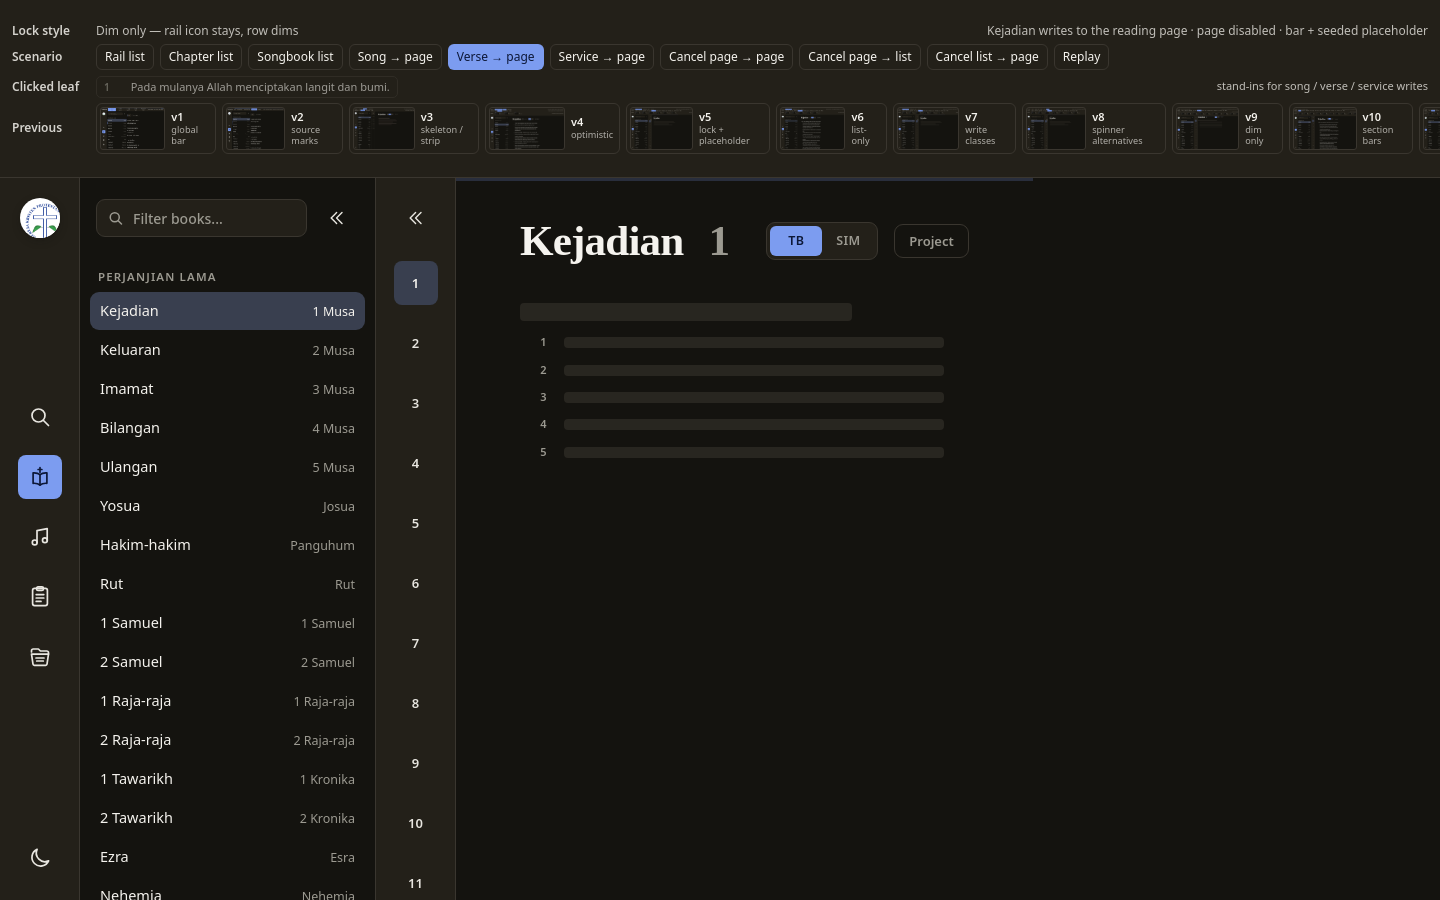 Lock style
Dim only — rail icon stays, row dims
Kejadian writes to the reading page · page disabled · bar + seeded placeholder
Scenario
Rail list
Chapter list
Songbook list
Song → page
Verse → page
Service → page
Cancel page → page
Cancel page → list
Cancel list → page
Replay
Clicked leaf
1 Pada mulanya Allah menciptakan langit dan bumi.
stand-ins for song / verse / service writes
Previous
v1
global
bar
v2
source
marks
v3
skeleton /
strip
v4
optimistic
v5
lock +
placeholder
v6
list-
only
v7
write
classes
v8
spinner
alternatives
v9
dim
only
v10
section
bars
Filter books...
PERJANJIAN LAMA
Kejadian 1 Musa
Keluaran 2 Musa
Imamat 3 Musa
Bilangan 4 Musa
Ulangan 5 Musa
Yosua Josua
Hakim-hakim Panguhum
Rut Rut
1 Samuel 1 Samuel
2 Samuel 2 Samuel
1 Raja-raja 1 Raja-raja
2 Raja-raja 2 Raja-raja
1 Tawarikh 1 Kronika
2 Tawarikh 2 Kronika
Ezra Esra
Nehemia Nehemia
1
2
3
4
5
6
7
8
9
10
11
Kejadian 1
TB
SIM
Project
1
2
3
4
5